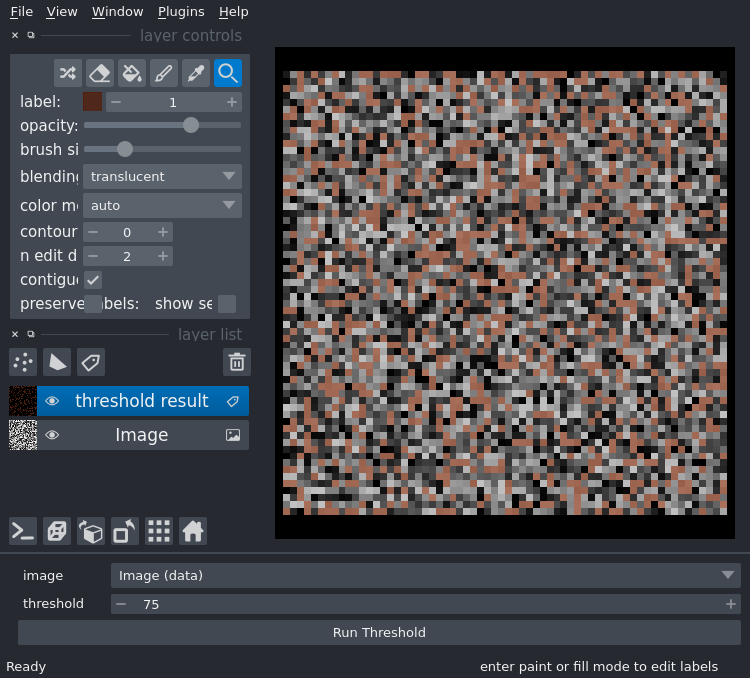 File View Window Plugins Help
layer controls
label: 1
opacity:
brush si
blending translucent
color m auto
contour 0
n edit d 2
contigu
preserve abels: show se
layer list
threshold result
Image
image Image (data)
threshold 75
Run Threshold
Ready enter paint or fill mode to edit labels